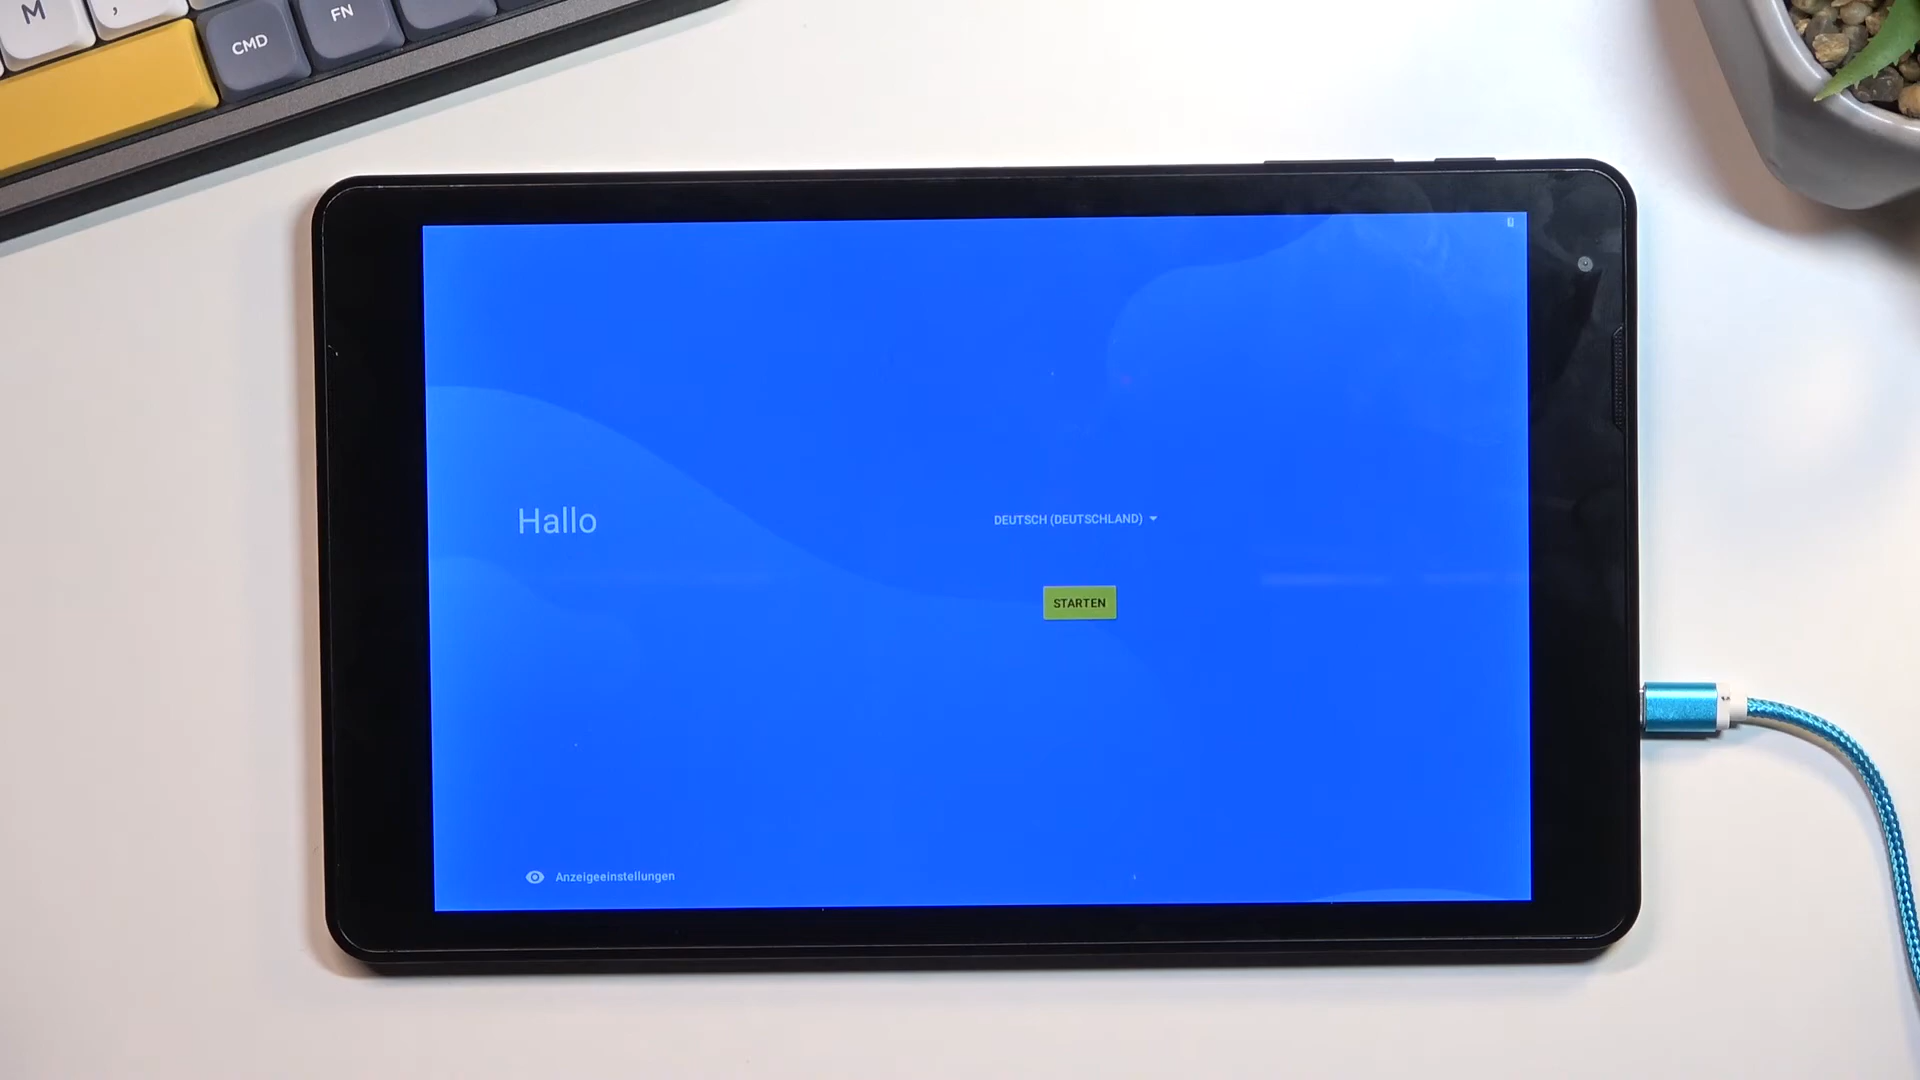 M ,
CMD FN
Hallo
DEUTSCH (DEUTSCHLAND)
STARTEN
Anzeigeeinstellungen